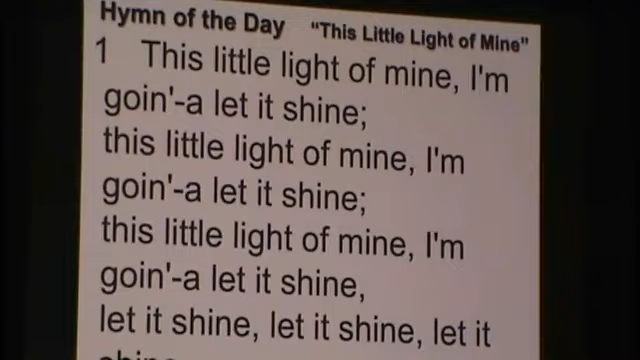 Hymn of the Day “This Little Light of Mine”
1 This little light of mine, I'm
goin'-a let it shine;
this little light of mine, I'm
goin'-a let it shine;
this little light of mine, I'm
goin'-a let it shine,
let it shine, let it shine, let it